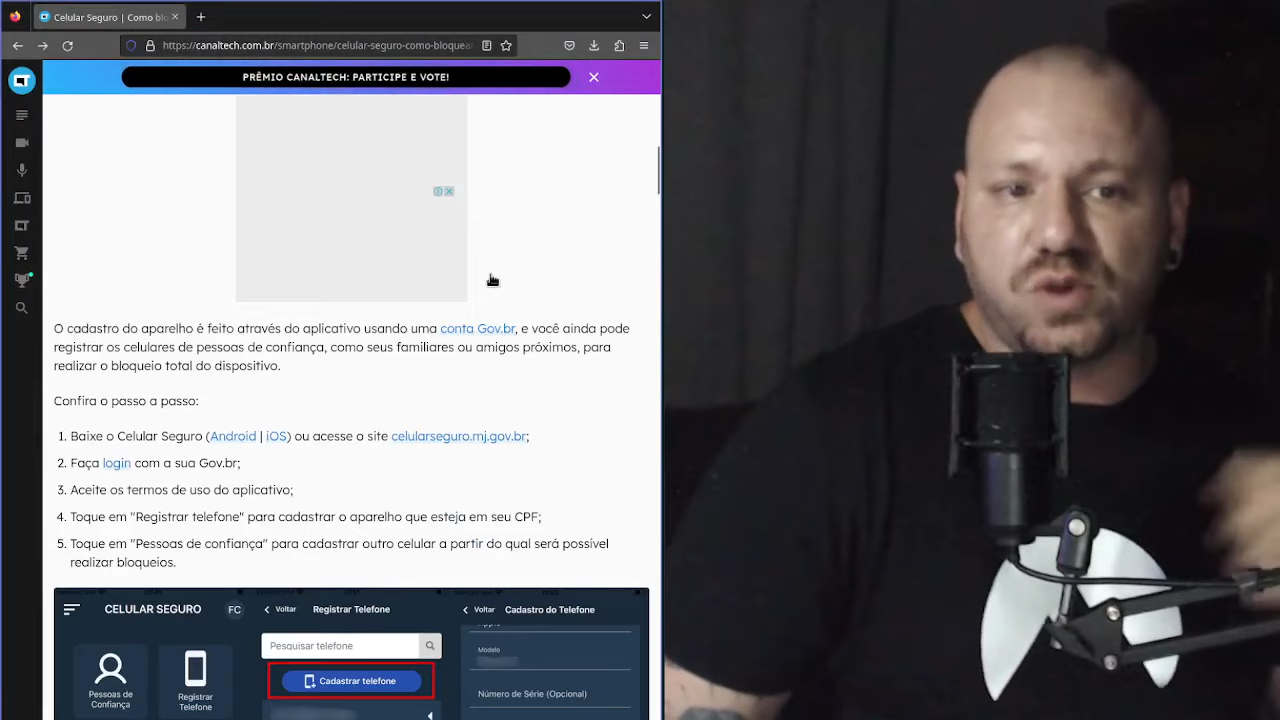 Celular Seguro | Como blo
https://canaltech.com.br/smartphone/celular-seguro-como-bloquea
PRÊMIO CANALTECH: PARTICIPE E VOTE!
O cadastro do aparelho é feito através do aplicativo usando uma conta Gov.br, e você ainda pode
registrar os celulares de pessoas de confiança, como seus familiares ou amigos próximos, para
realizar o bloqueio total do dispositivo.
Confira o passo a passo:
1. Baixe o Celular Seguro (Android | iOS) ou acesse o site celularseguro.mj.gov.br;
2. Faça login com a sua Gov.br;
3. Aceite os termos de uso do aplicativo;
4. Toque em "Registrar telefone" para cadastrar o aparelho que esteja em seu CPF;
5. Toque em "Pessoas de confiança" para cadastrar outro celular a partir do qual será possível
realizar bloqueios.
CELULAR SEGURO FC
Pessoas de
Confiança
Registrar
Telefone
Voltar Registrar Telefone
Pesquisar telefone
Cadastrar telefone
Voltar Cadastro do Telefone
Modelo
Número de Série (Opcional)